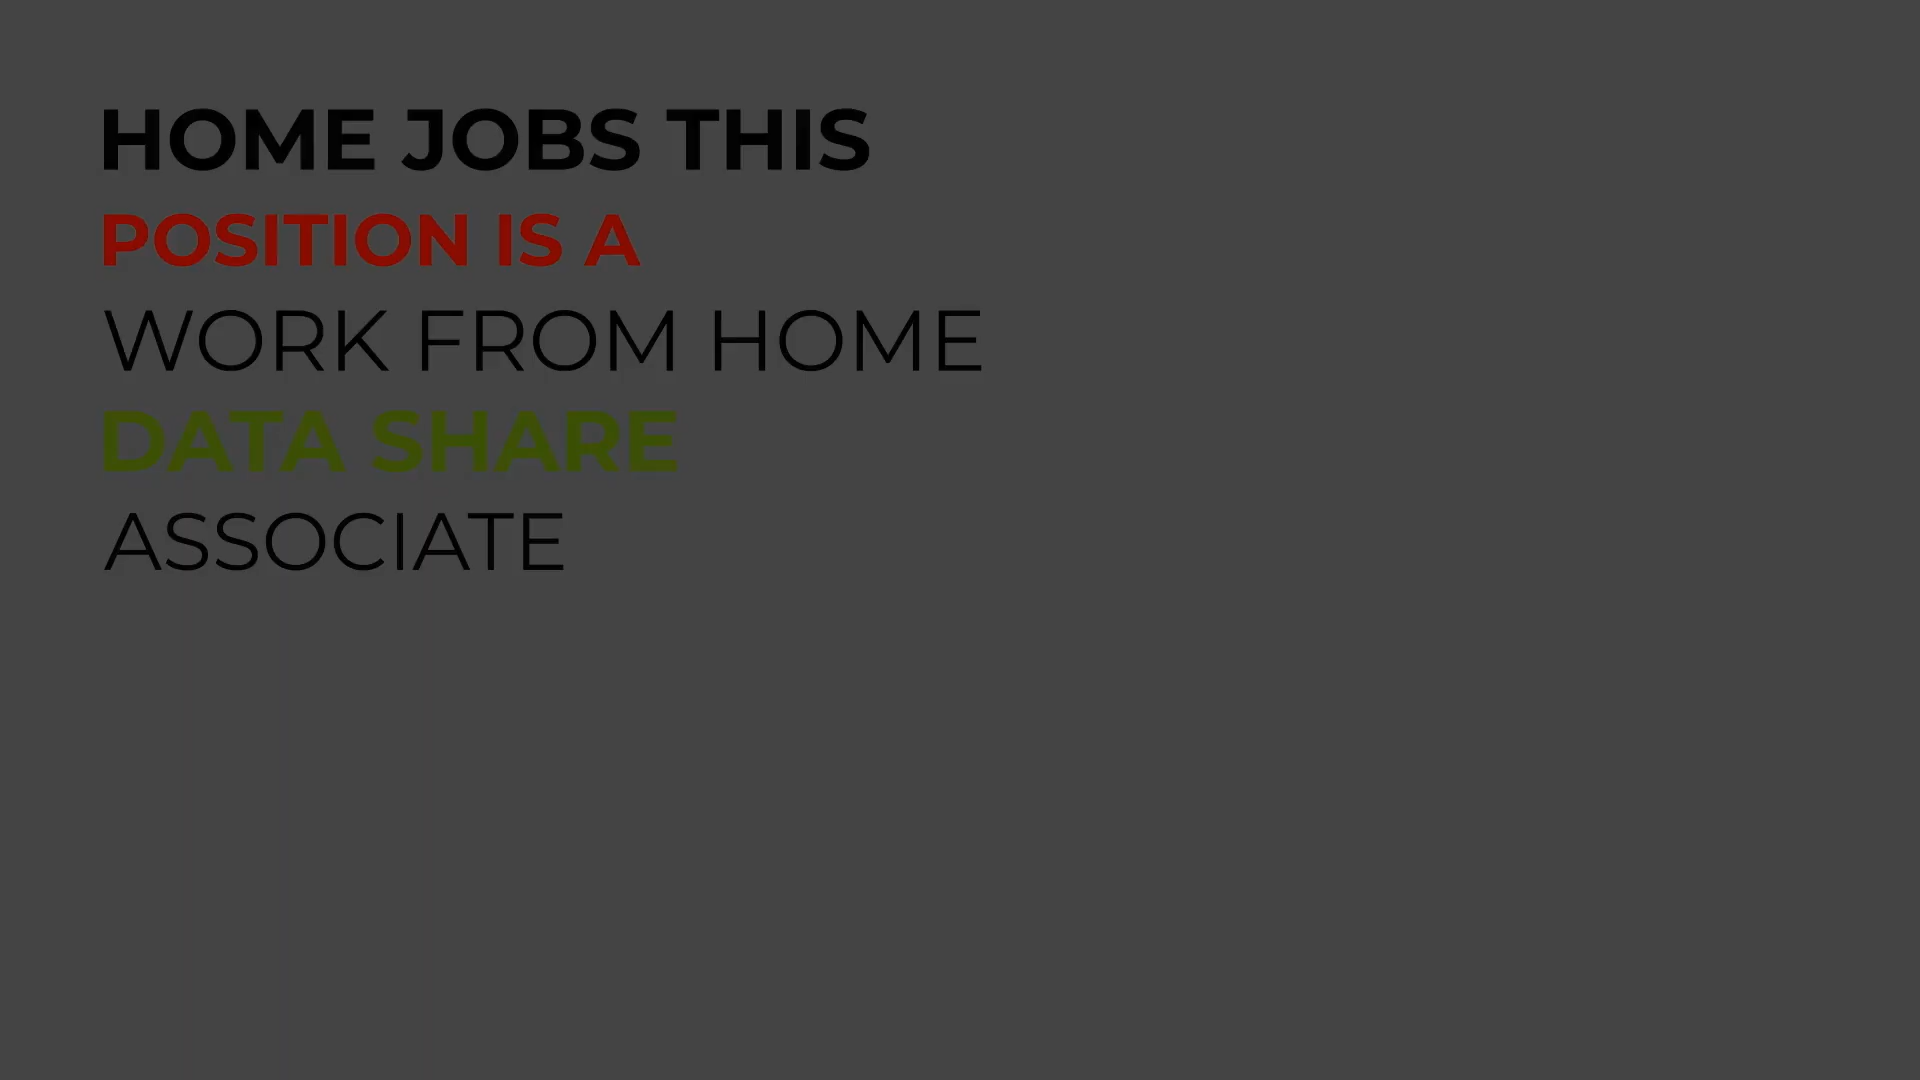 HOME JOBS THIS
POSITION IS A
WORK FROM HOME
DATA SHARE
ASSOCIATE